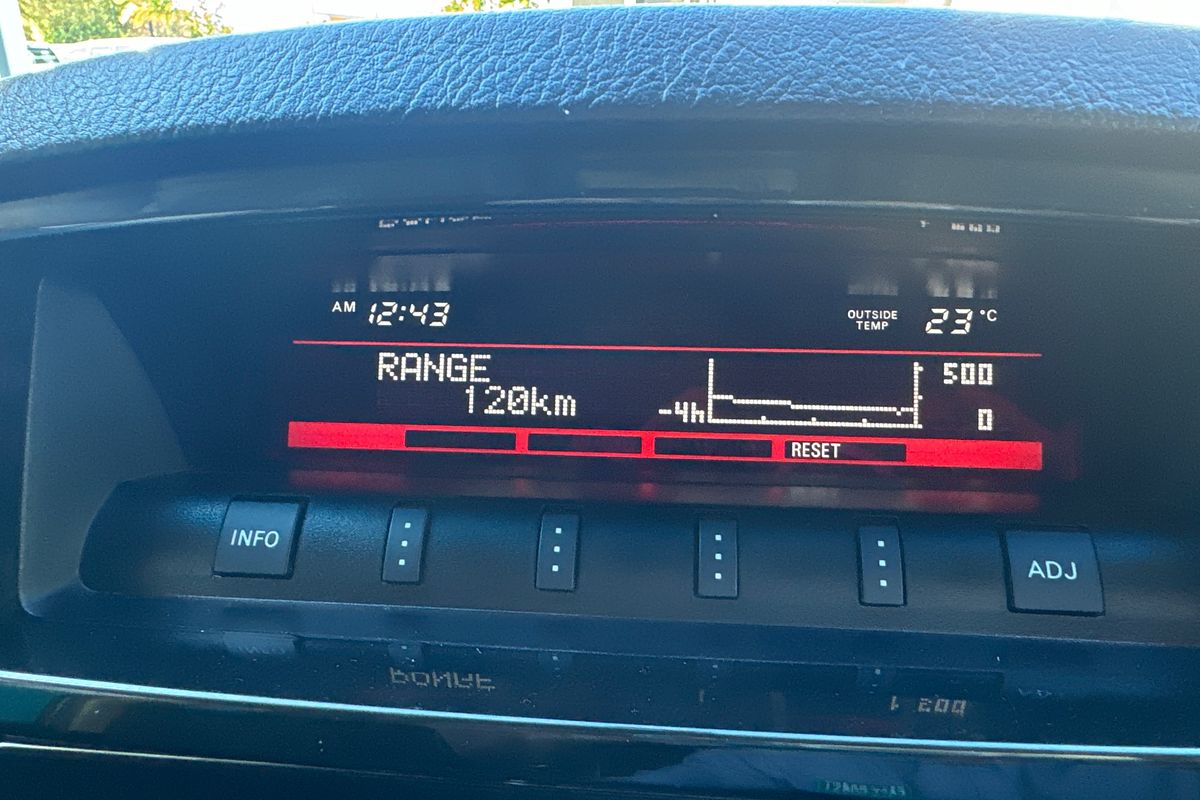 AM 12:43
OUTSIDE
TEMP 23 °C
RANGE
120km
-4h
500
0
RESET
INFO
ADJ